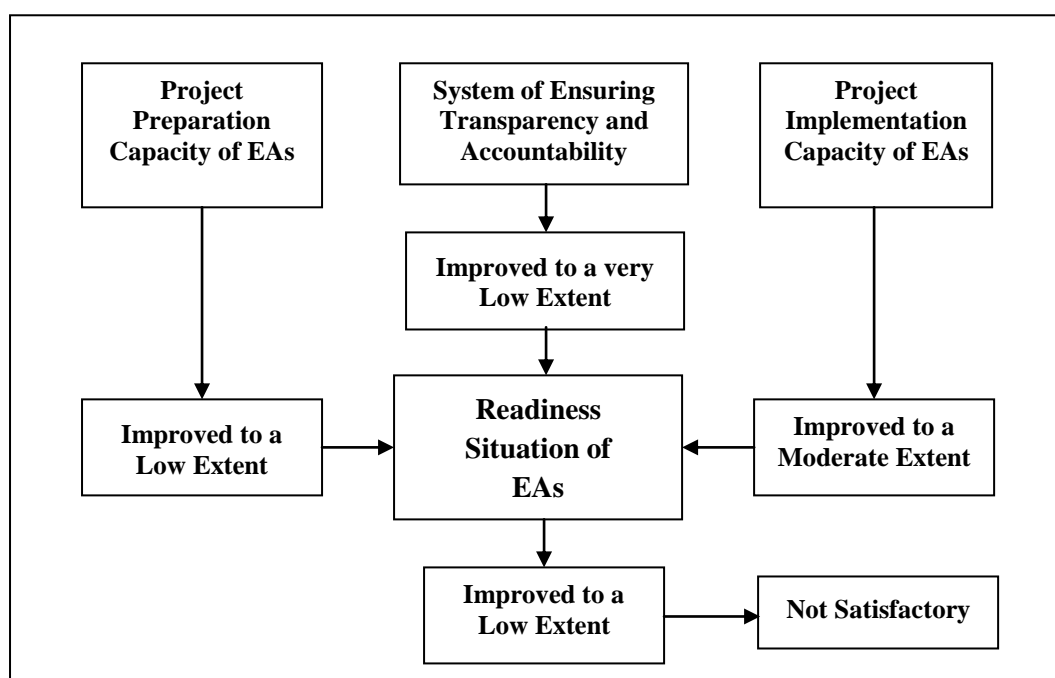 Project
Preparation
Capacity of EAs
System of Ensuring
Transparency and
Accountability
Project
Implementation
Capacity of EAs
Improved to a very
Low Extent
Improved to a
Low Extent
Readiness
Situation of
EAs
Improved to a
Moderate Extent
Improved to a
Low Extent
Not Satisfactory